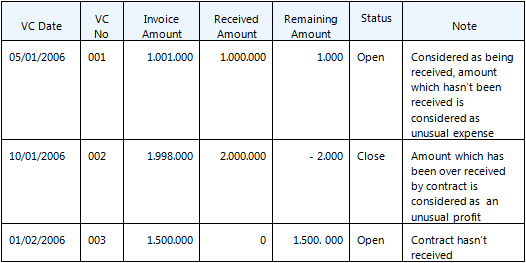 VC Date VC No Invoice Amount Received Amount Remaining Amount Status Note
05/01/2006 001 1.001.000 1.000.000 1.000 Open Considered as being
received, amount
which hasn't been
received is
considered as
unusual expense
10/01/2006 002 1.998.000 2.000.000 - 2.000 Close Amount which has
been over received
by contract is
considered as an
unusual profit
01/02/2006 003 1.500.000 0 1.500. 000 Open Contract hasn't
received